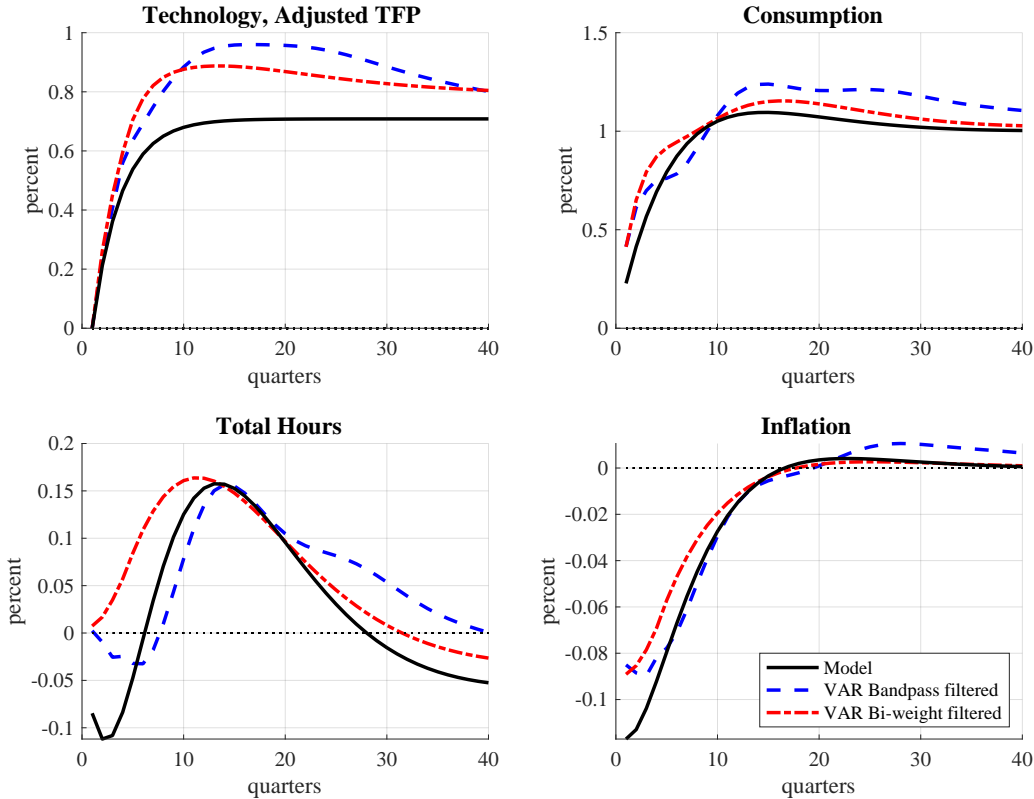 Technology, Adjusted TFP
1
0.8
0.6
0.4
0.2
0
percent
0 10 20 30 40
quarters
Consumption
1.5
1
0.5
0
percent
0 10 20 30 40
quarters
Total Hours
0.2
0.15
0.1
0.05
0
-0.05
-0.1
percent
0 10 20 30 40
quarters
Inflation
0
-0.02
-0.04
-0.06
-0.08
-0.1
percent
0 10 20 30 40
quarters
Model
VAR Bandpass filtered
VAR Bi-weight filtered